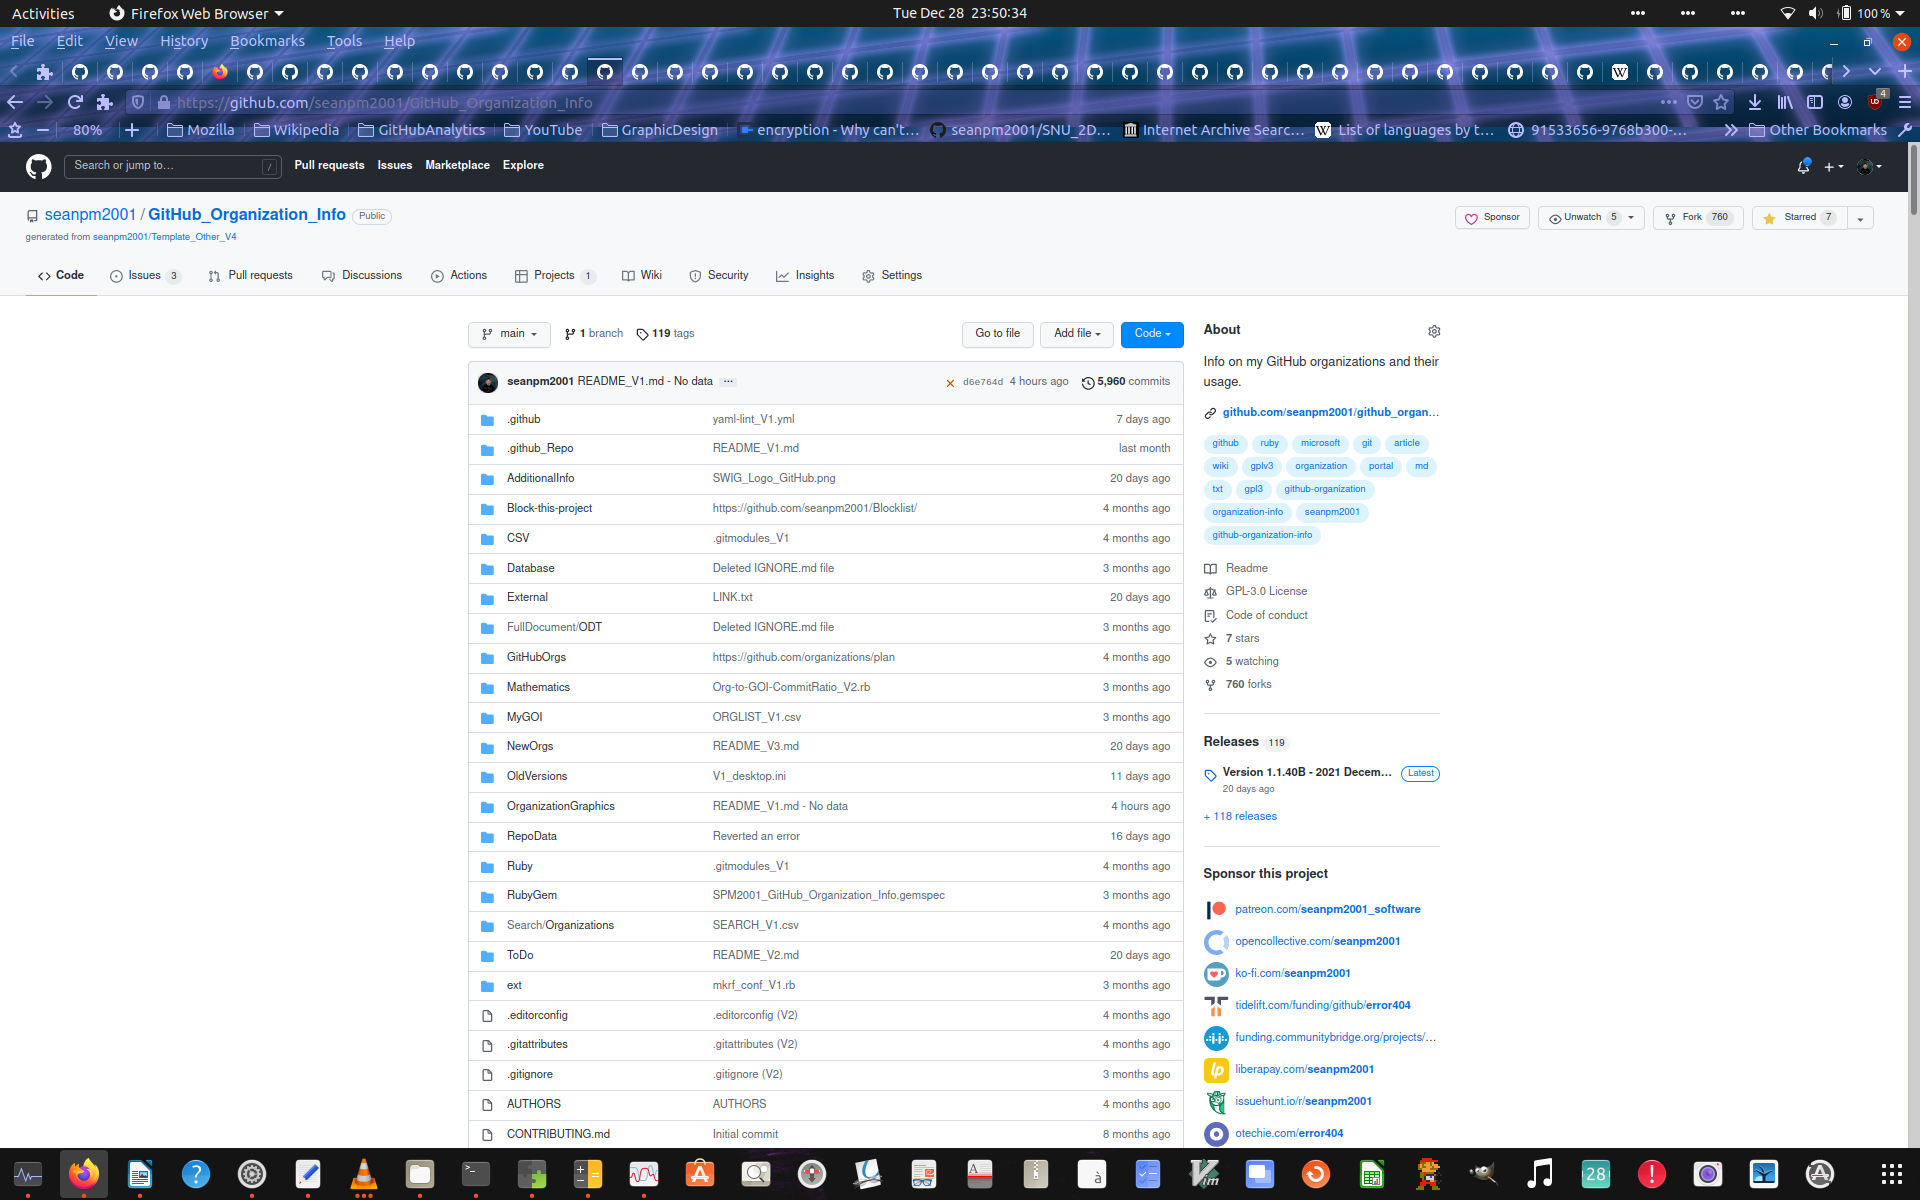 Activities Firefox Web Browser Tue Dec 28 23:50:34 100 %
File Edit View History Bookmarks Tools Help
https://github.com/seanpm2001/GitHub_Organization_Info
80% Mozilla Wikipedia GitHubAnalytics YouTube GraphicDesign encryption - Why can't... seanpm2001/SNU_2D... Internet Archive Searc... List of languages by t... 91533656-9768b300-... Other Bookmarks
Search or jump to... / Pull requests Issues Marketplace Explore
seanpm2001 / GitHub_Organization_Info Public Sponsor Unwatch 5 Fork 760 Starred 7
generated from seanpm2001/Template_Other_V4
Code Issues 3 Pull requests Discussions Actions Projects 1 Wiki Security Insights Settings
main 1 branch 119 tags Go to file Add file Code
seanpm2001 README_V1.md - No data ... d6e764d 4 hours ago 5,960 commits
.github yaml-lint_V1.yml 7 days ago
.github_Repo README_V1.md last month
AdditionalInfo SWIG_Logo_GitHub.png 20 days ago
Block-this-project https://github.com/seanpm2001/Blocklist/ 4 months ago
CSV .gitmodules_V1 4 months ago
Database Deleted IGNORE.md file 3 months ago
External LINK.txt 20 days ago
FullDocument/ODT Deleted IGNORE.md file 3 months ago
GitHubOrgs https://github.com/organizations/plan 4 months ago
Mathematics Org-to-GOI-CommitRatio_V2.rb 3 months ago
MyGOI ORGLIST_V1.csv 3 months ago
NewOrgs README_V3.md 20 days ago
OldVersions V1_desktop.ini 11 days ago
OrganizationGraphics README_V1.md - No data 4 hours ago
RepoData Reverted an error 16 days ago
Ruby .gitmodules_V1 4 months ago
RubyGem SPM2001_GitHub_Organization_Info.gemspec 3 months ago
Search/Organizations SEARCH_V1.csv 4 months ago
ToDo README_V2.md 20 days ago
ext mkrf_conf_V1.rb 3 months ago
.editorconfig .editorconfig (V2) 4 months ago
.gitattributes .gitattributes (V2) 4 months ago
.gitignore .gitignore (V2) 3 months ago
AUTHORS AUTHORS 4 months ago
CONTRIBUTING.md Initial commit 8 months ago
About
Info on my GitHub organizations and their
usage.
github.com/seanpm2001/github_organ...
github ruby microsoft git article
wiki gplv3 organization portal md
txt gpl3 github-organization
organization-info seanpm2001
github-organization-info
Readme
GPL-3.0 License
Code of conduct
7 stars
5 watching
760 forks
Releases 119
Version 1.1.40B - 2021 Decem... Latest
20 days ago
+ 118 releases
Sponsor this project
patreon.com/seanpm2001_software
opencollective.com/seanpm2001
ko-fi.com/seanpm2001
tidelift.com/funding/github/error404
funding.communitybridge.org/projects/...
liberapay.com/seanpm2001
issuehunt.io/r/seanpm2001
otechie.com/error404
28